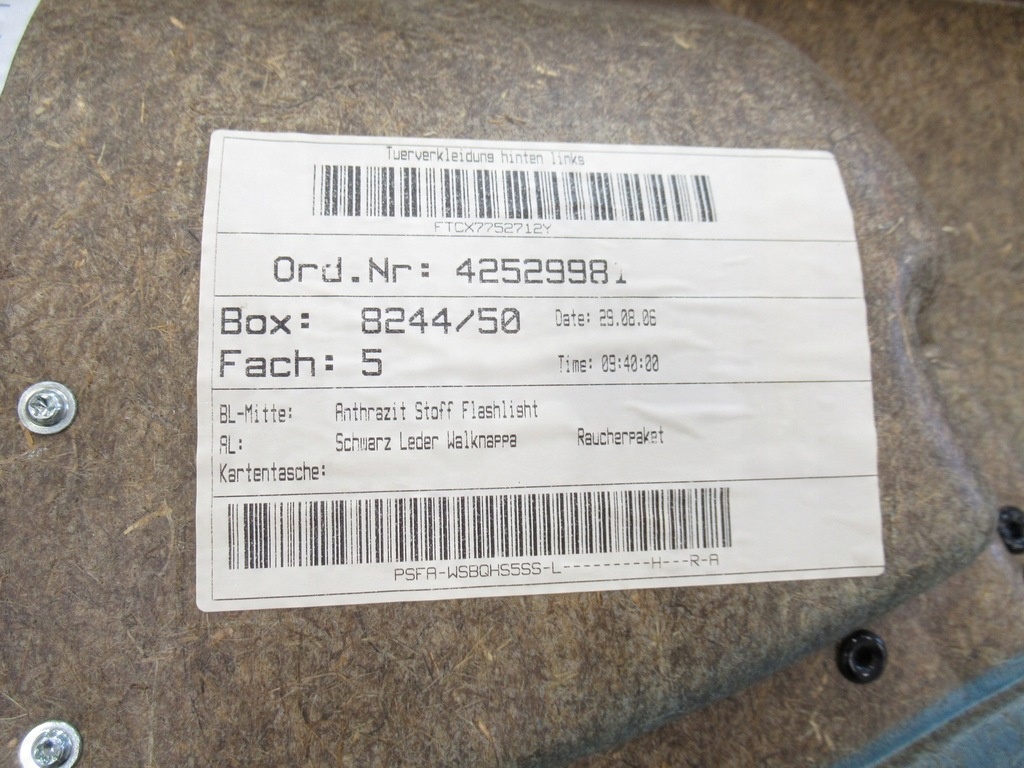 Tuerverkleidung hinten links
FTCX7752712Y
Ord.Nr: 42529981
Box: 8244/50 Date: 29.08.06
Fach: 5 Time: 09:40:00
BL-Mitte: Anthrazit Stoff Flashlight
AL: Schwarz Leder Walknappa Raucherpaket
Kartentasche:
PSFA-WSBQHS5SS-L---------H---R-A